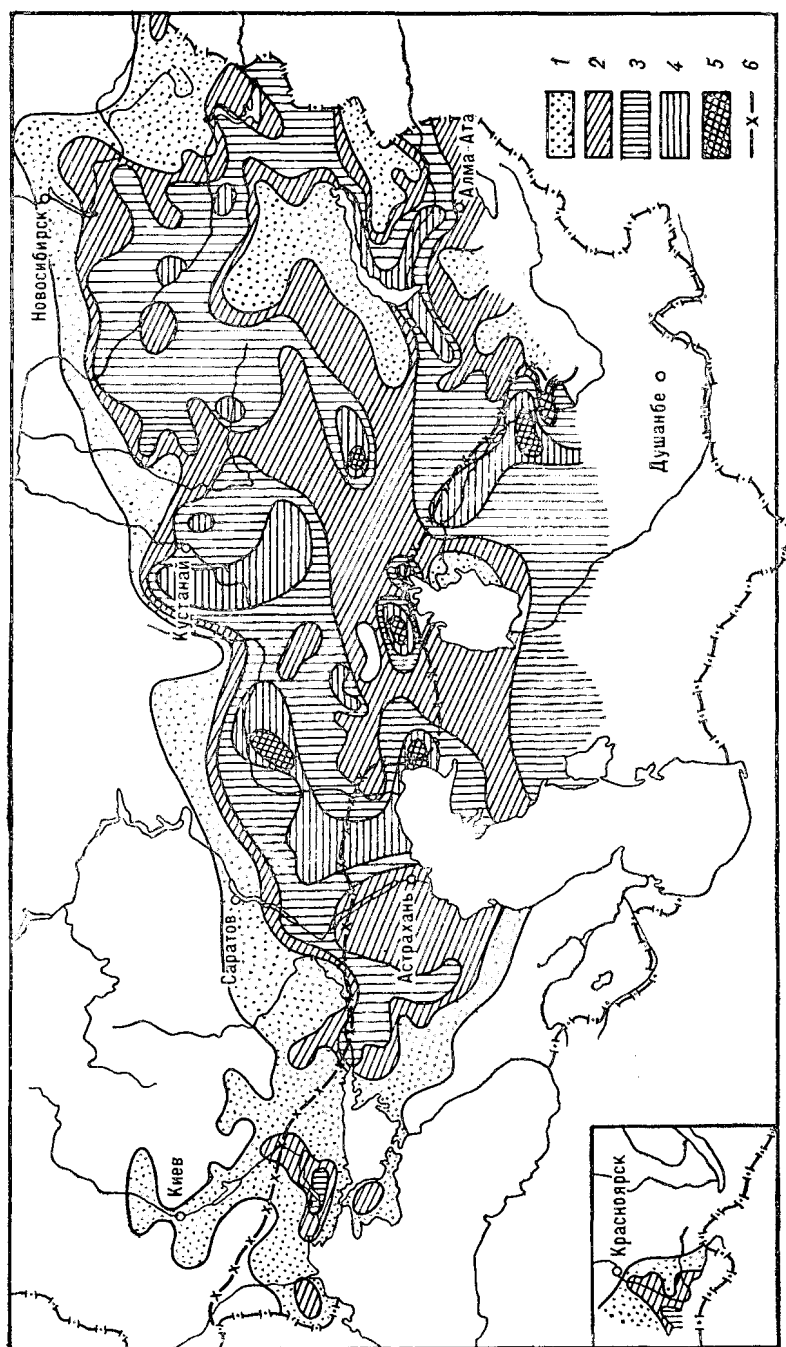 Новосибирск
Алма-Ата
Кустанай
Душанбе
Саратов
Астрахань
Киев
Красноярск
1
2
3
4
5
6